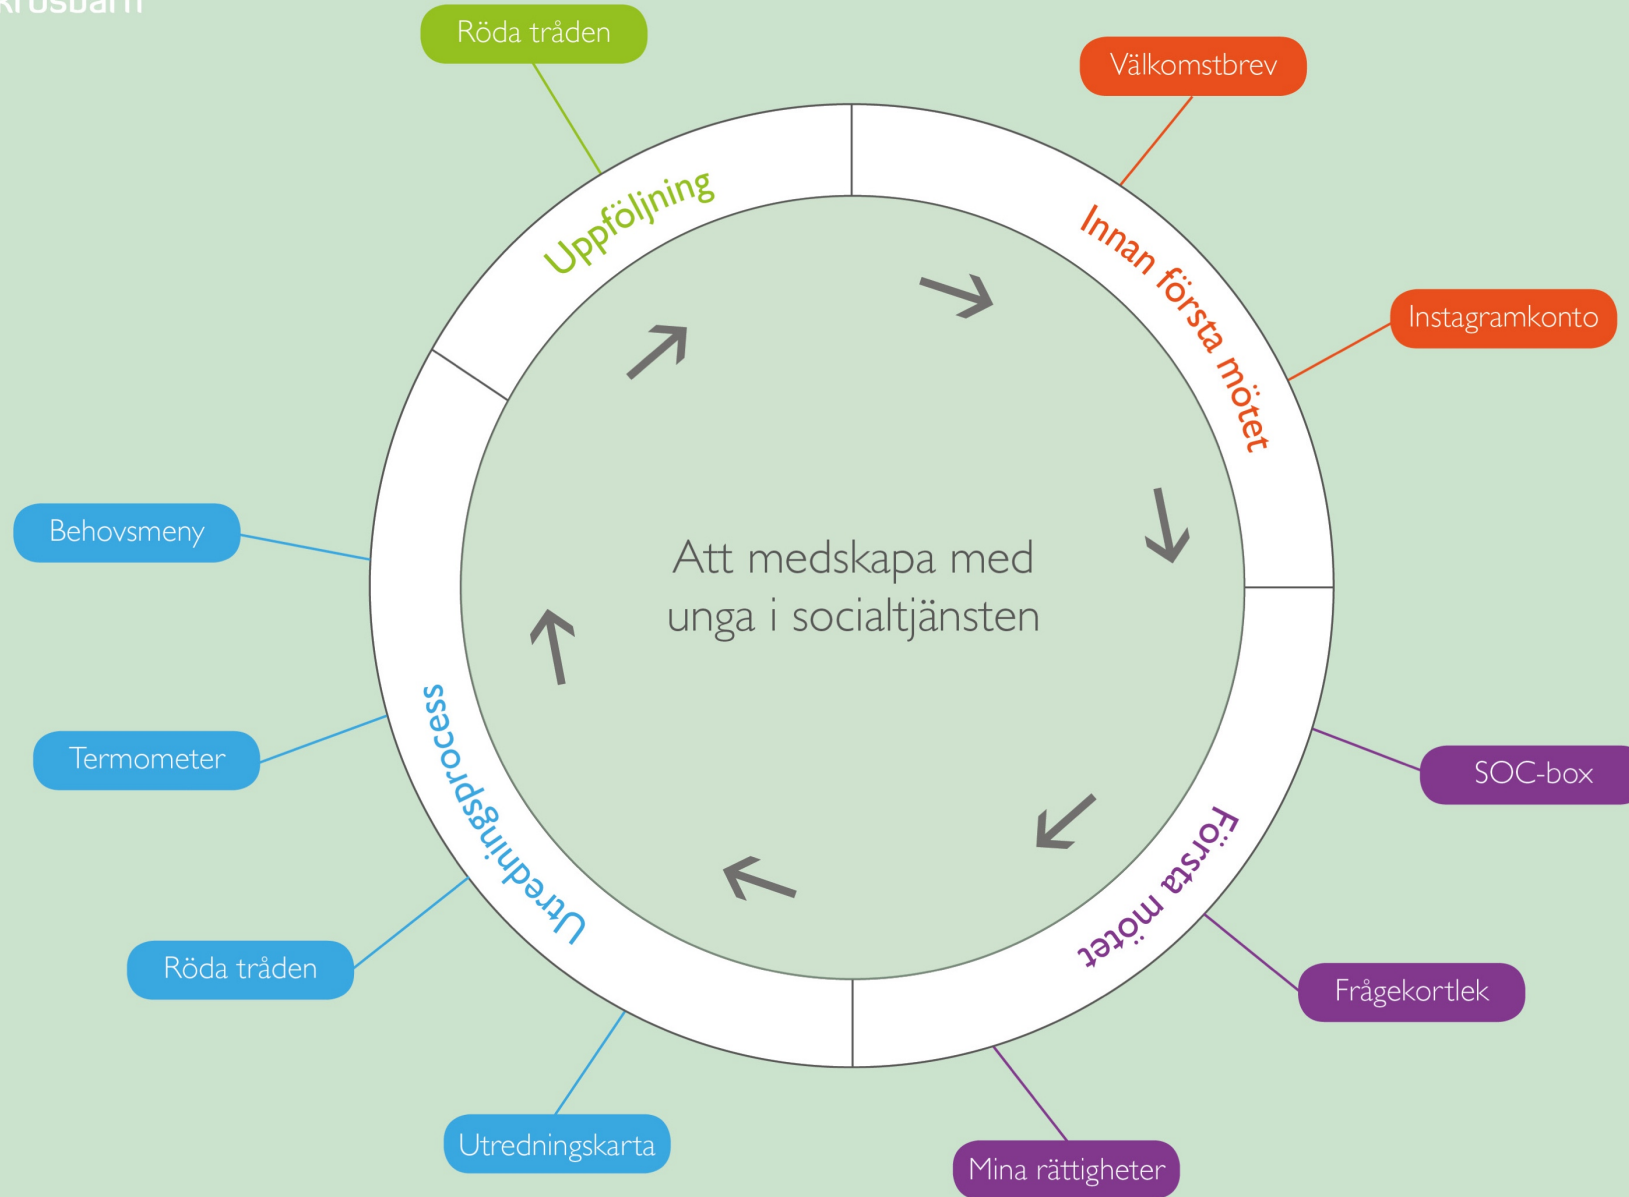 Röda tråden
Välkomstbrev
Uppföljning
Innan första mötet
Instagramkonto
Behovsmeny
Att medskapa med
unga i socialtjänsten
Termometer
Utredningsprocess
SOC-box
Första mötet
Röda tråden
Frågekortlek
Utredningskarta
Mina rättigheter